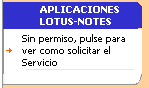 APLICACIONES
LOTUS-NOTES
Sin permiso, pulse para
ver como solicitar el
Servicio